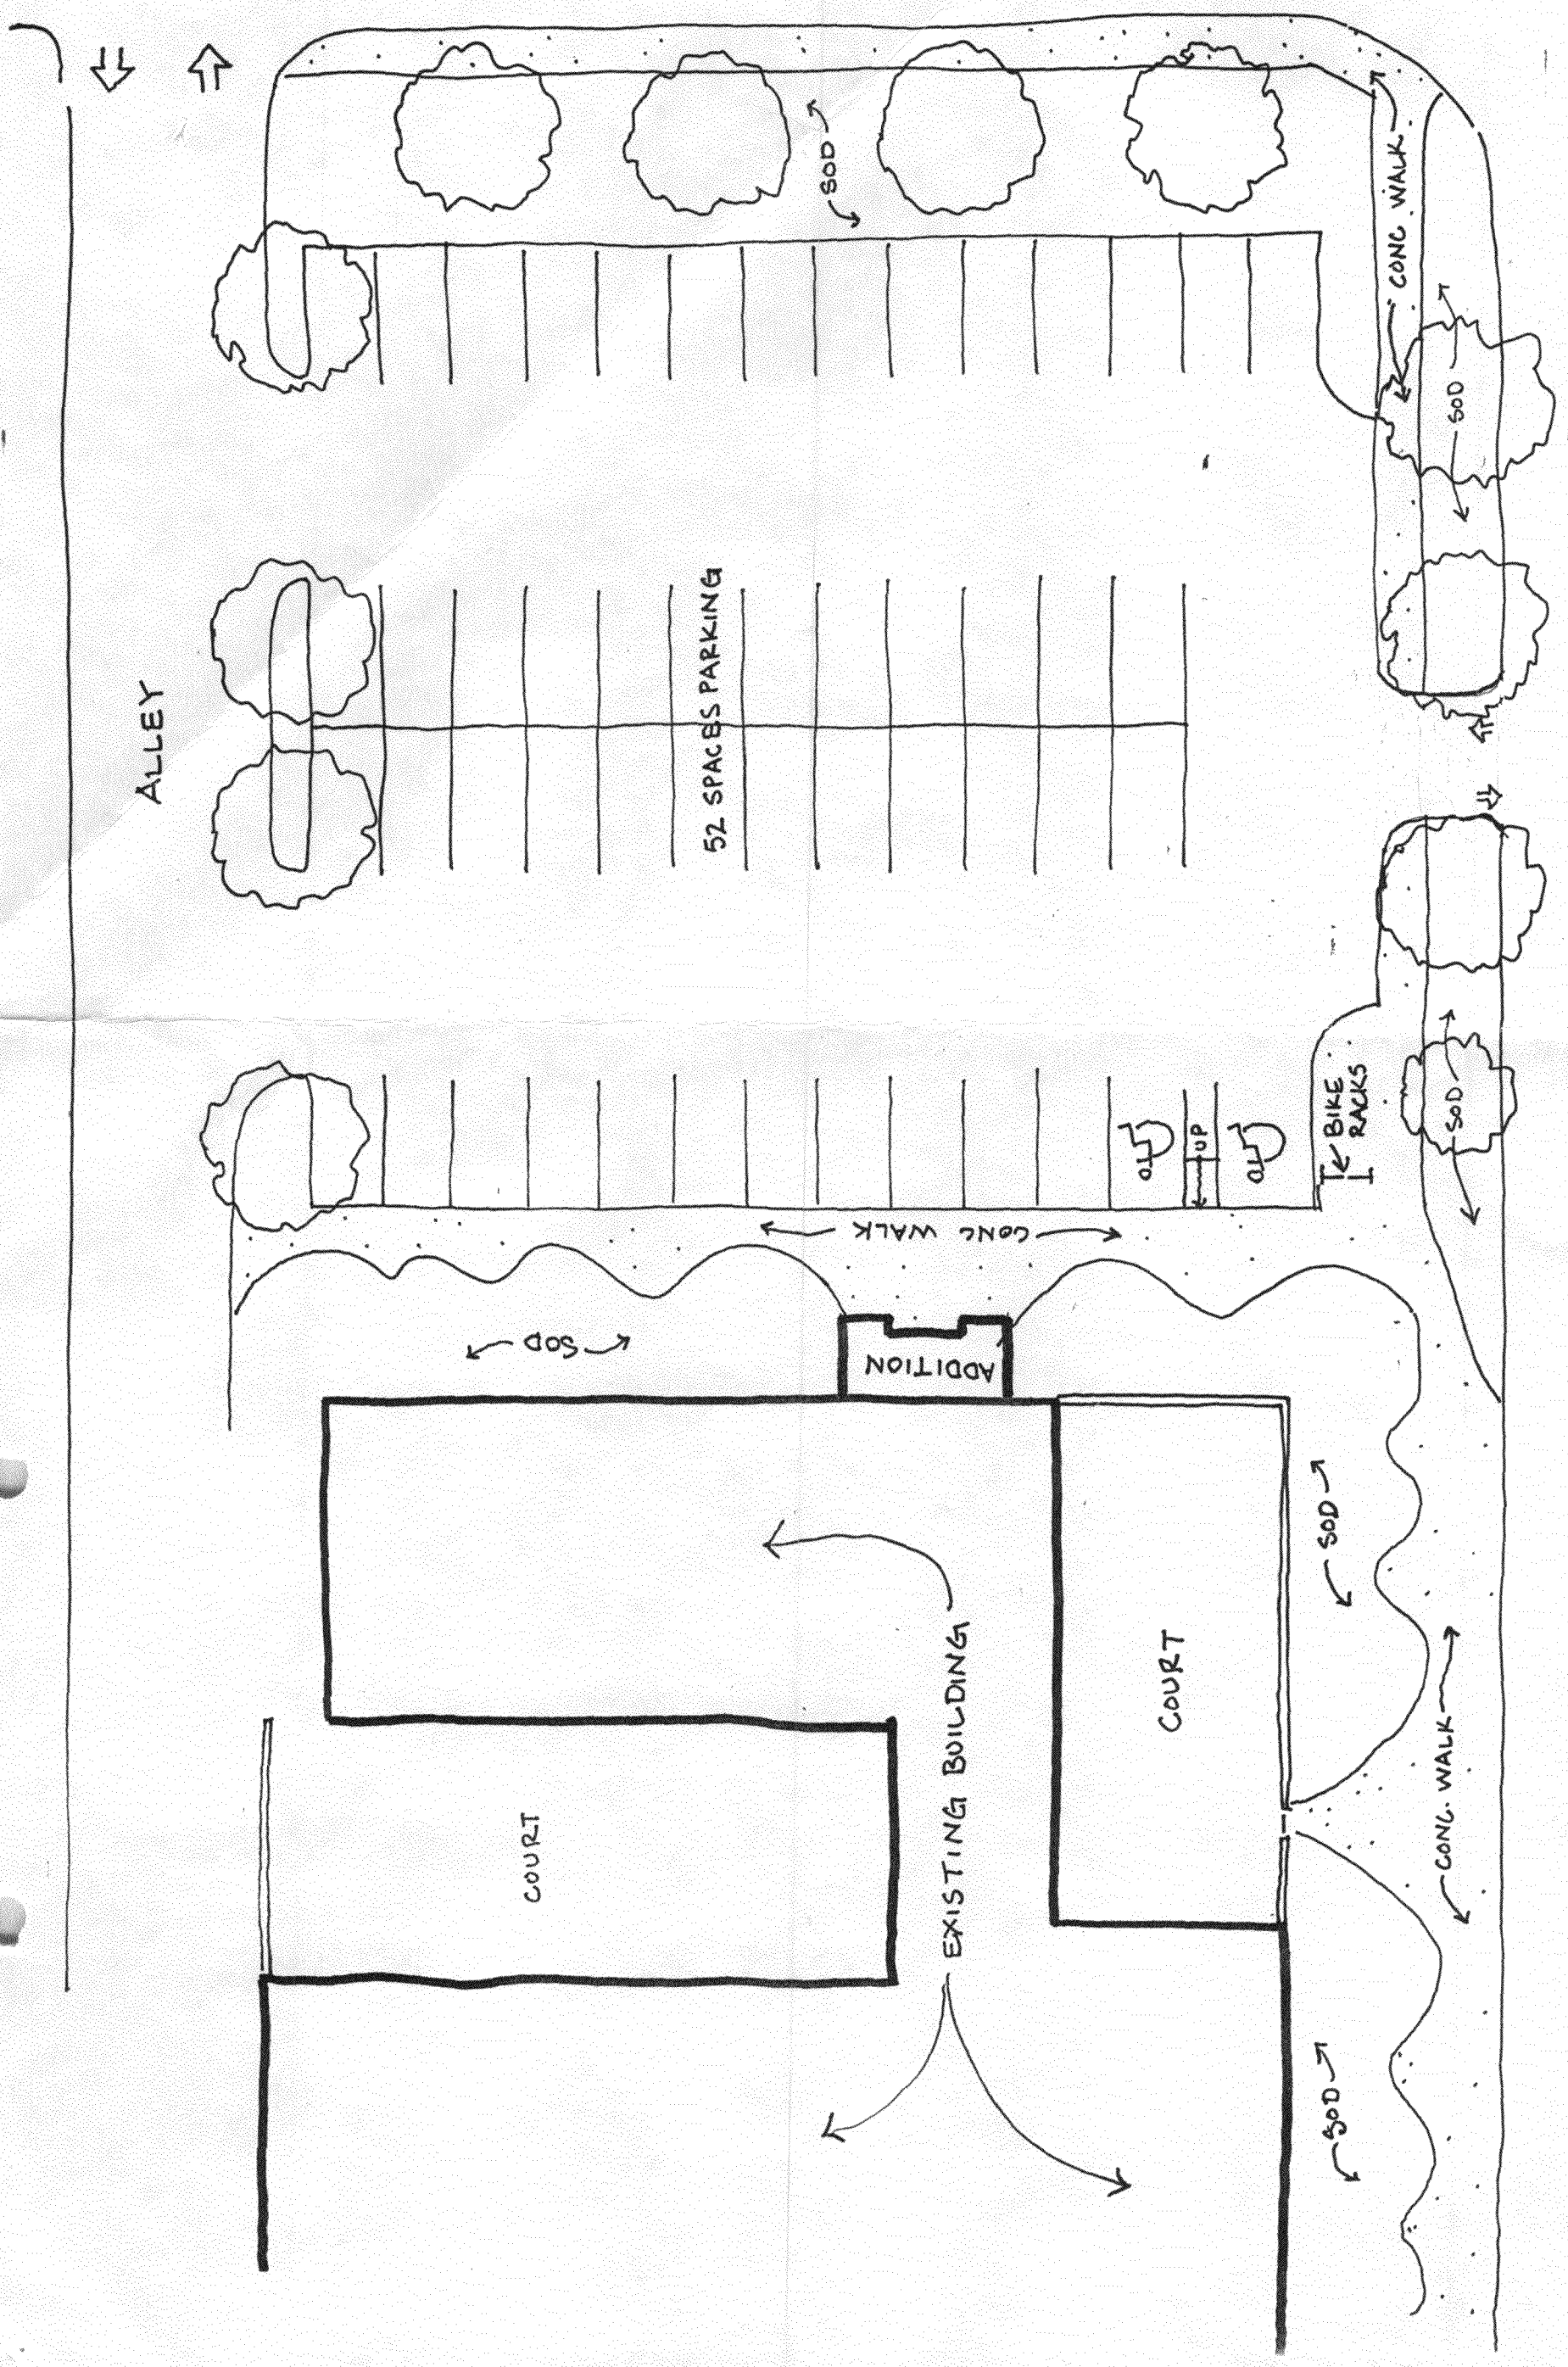 SOD
CONC WALK
SOD
ALLEY
52 SPACES PARKING
BIKE
RACKS
SOD
UP
CONC WALK
SOD
ADDITION
SOD
COURT
EXISTING BUILDING
COURT
CONC. WALK
SOD